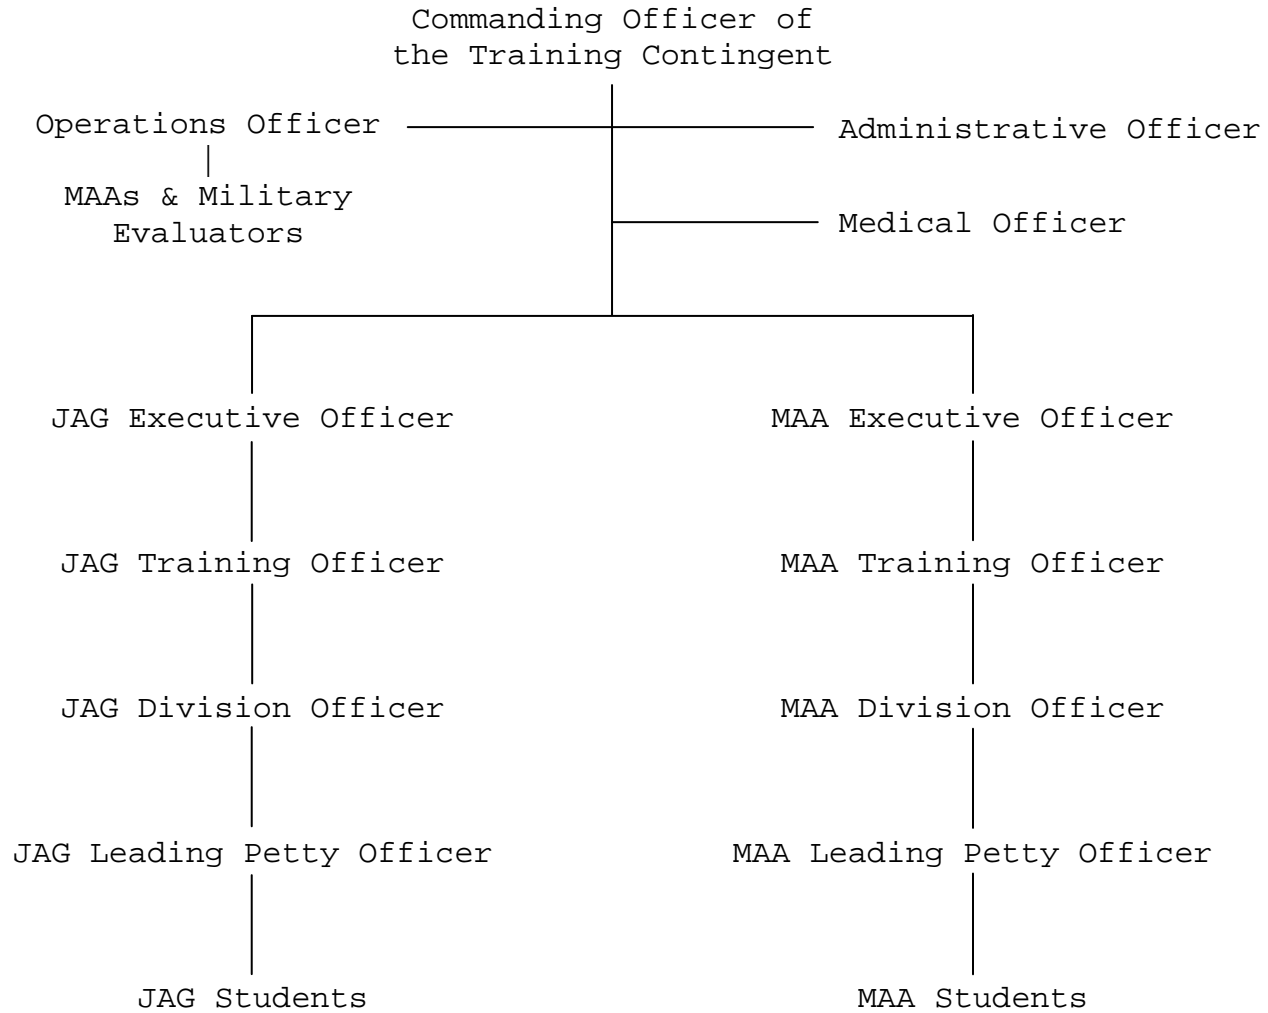 Commanding Officer of
the Training Contingent
Operations Officer
Administrative Officer
MAAs & Military
Evaluators
Medical Officer
JAG Executive Officer
MAA Executive Officer
JAG Training Officer
MAA Training Officer
JAG Division Officer
MAA Division Officer
JAG Leading Petty Officer
MAA Leading Petty Officer
JAG Students
MAA Students